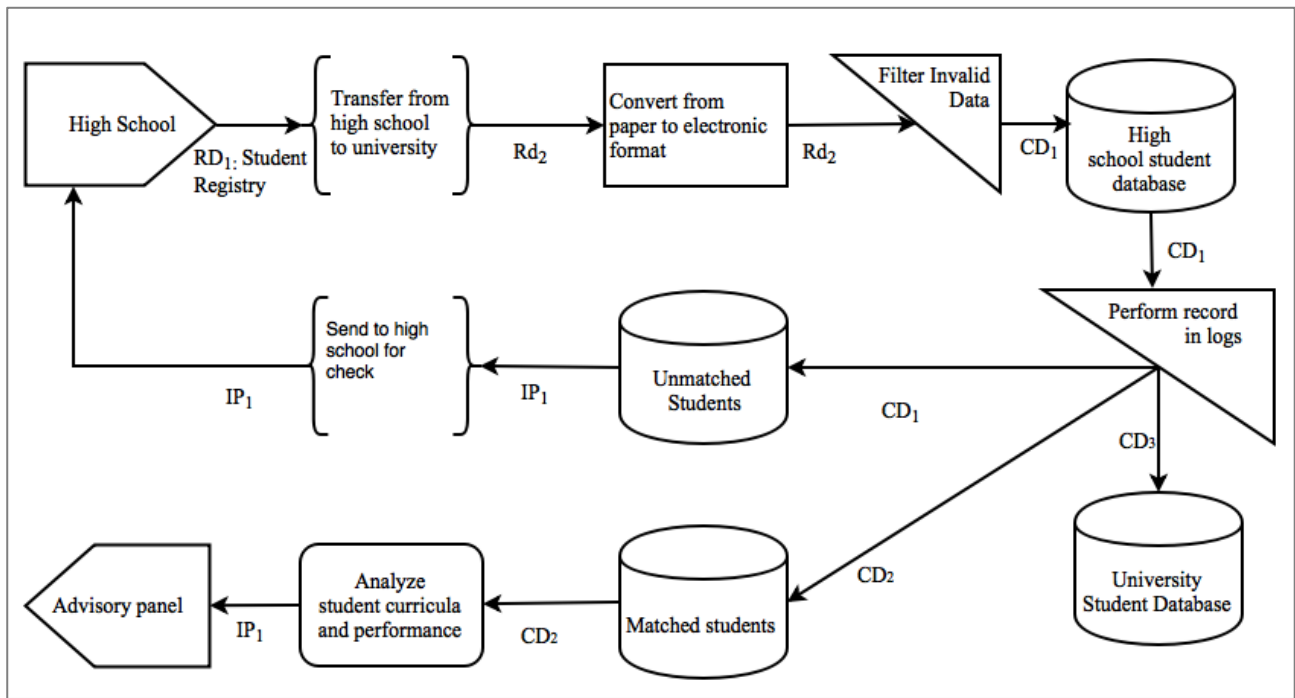 High School
RD1: Student
Registry
Transfer from
high school
to university
Rd2
Convert from
paper to electronic
format
Rd2
Filter Invalid
Data
CD1
High
school student
database
CD1
Perform record
in logs
CD1
Unmatched
Students
IP1
Send to high
school for
check
IP1
CD3
University
Student Database
CD2
Matched students
CD2
Analyze
student curricula
and performance
IP1
Advisory panel